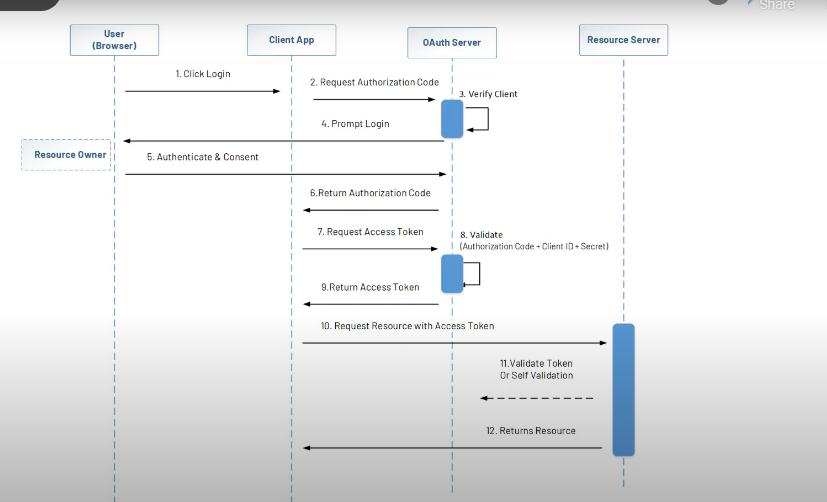 Share
User
(Browser)
Client App
OAuth Server
Resource Server
1. Click Login
2. Request Authorization Code
3. Verify Client
4. Prompt Login
Resource Owner
5. Authenticate & Consent
6.Return Authorization Code
7. Request Access Token
8. Validate
(Authorization Code + Client ID + Secret)
9.Return Access Token
10. Request Resource with Access Token
11.Validate Token
Or Self Validation
12. Returns Resource